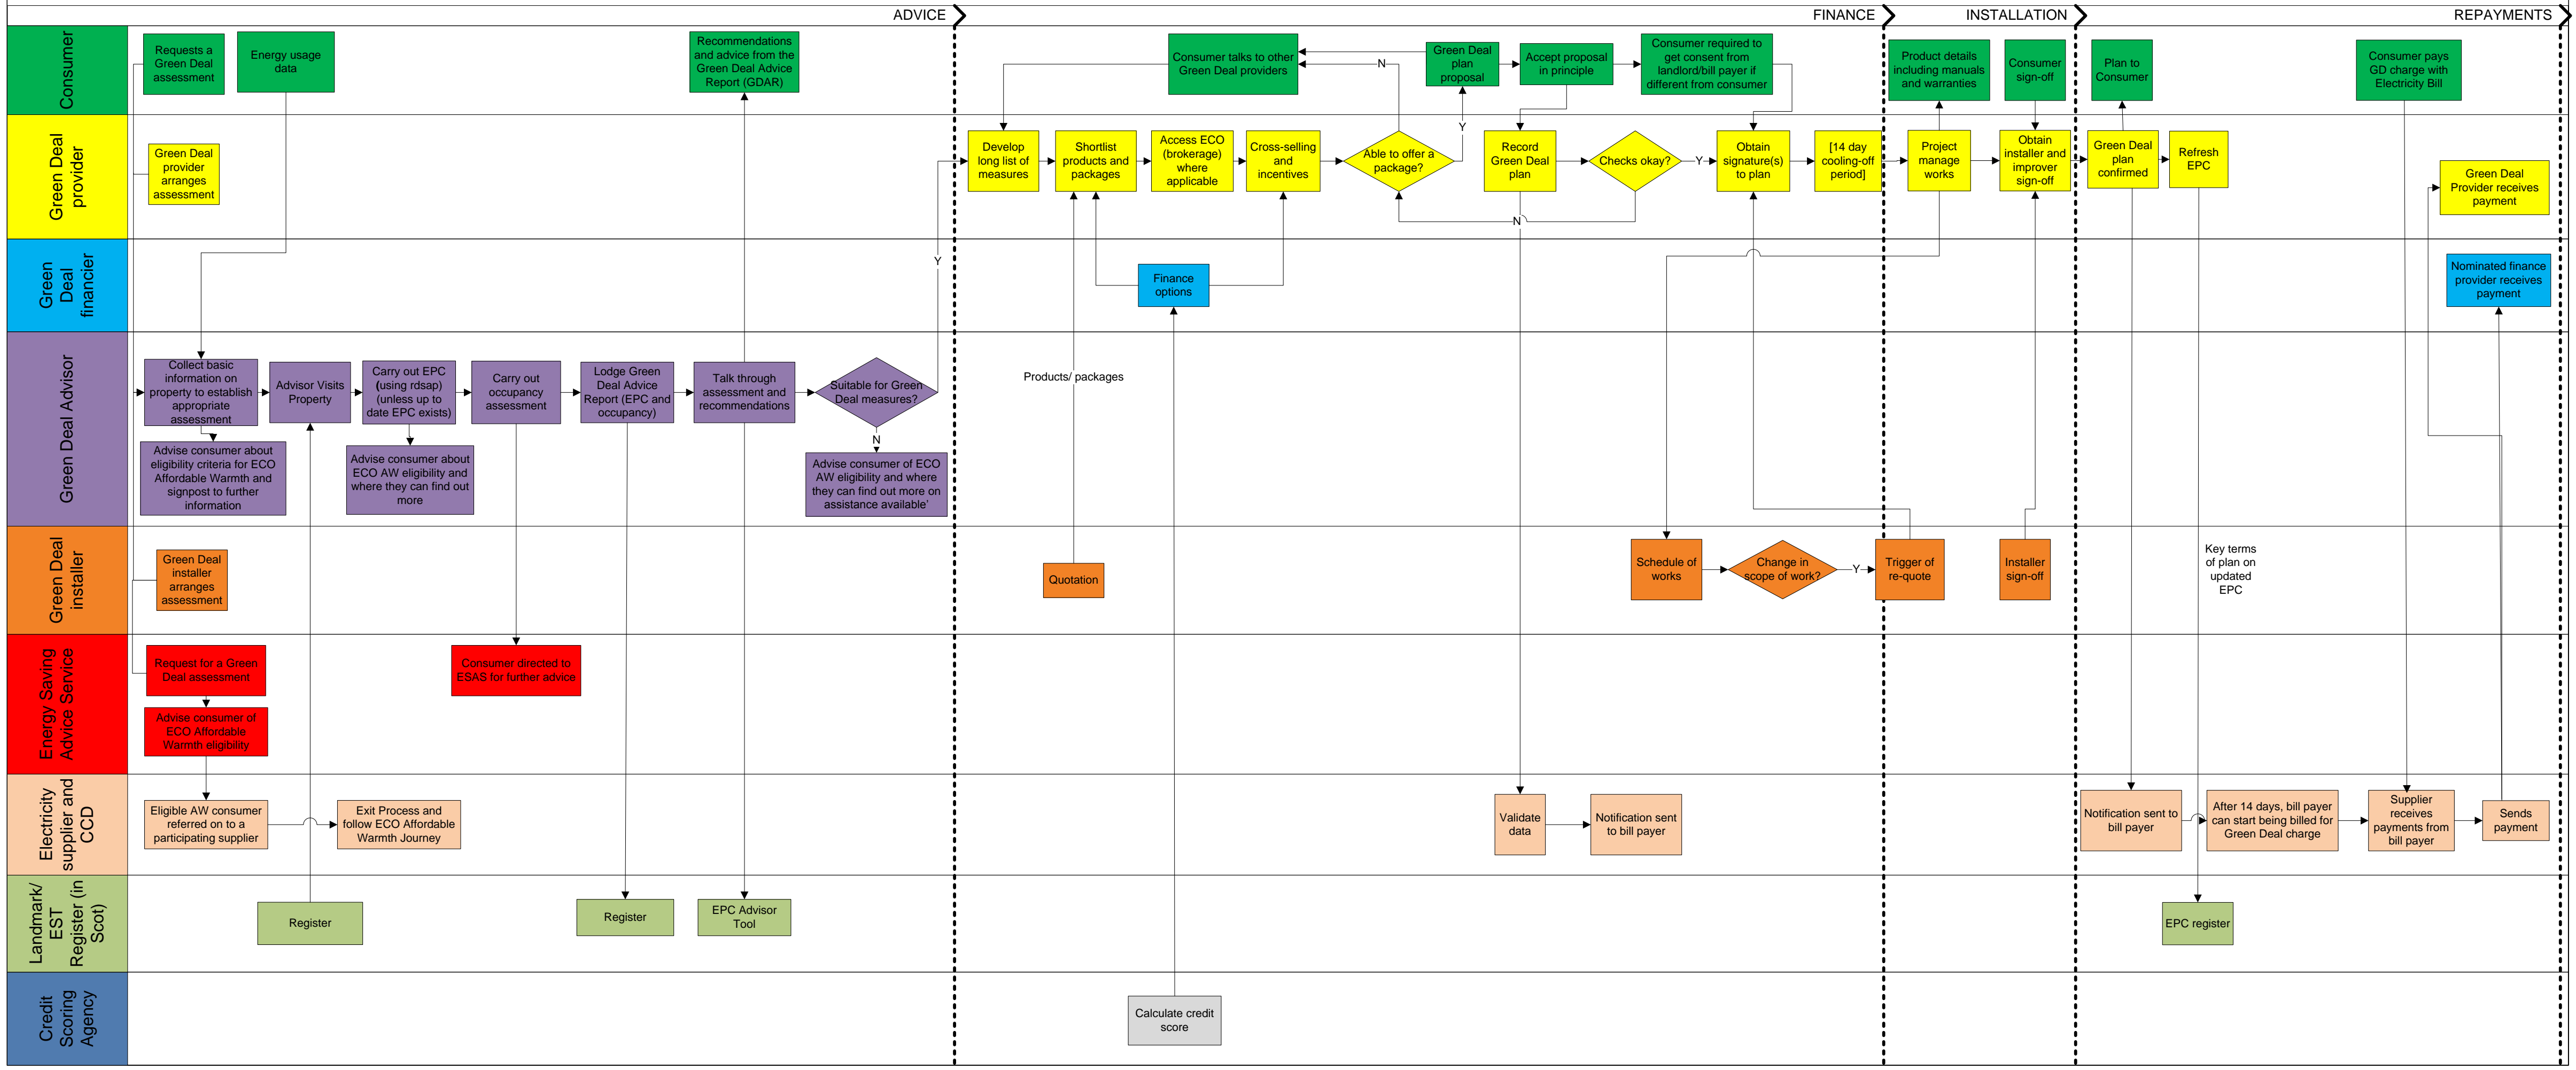 ADVICE
FINANCE
INSTALLATION
REPAYMENTS
Consumer
Requests a
Green Deal
assessment
Energy usage
data
Recommendations
and advice from the
Green Deal Advice
Report (GDAR)
Consumer talks to other
Green Deal providers
N
Green Deal
plan
proposal
Accept proposal
in principle
Consumer required to
get consent from
landlord/bill payer if
different from consumer
Product details
including manuals
and warranties
Consumer
sign-off
Plan to
Consumer
Consumer pays
GD charge with
Electricity Bill
Green Deal
provider
Green Deal
provider
arranges
assessment
Develop
long list of
measures
Shortlist
products and
packages
Access ECO
(brokerage)
where
applicable
Cross-selling
and
incentives
Able to offer a
package?
Y
Record
Green Deal
plan
Checks okay?
Y
N
Obtain
signature(s)
to plan
[14 day
cooling-off
period]
Project
manage
works
Obtain
installer and
improver
sign-off
Green Deal
plan
confirmed
Refresh
EPC
Green Deal
Provider receives
payment
Green
Deal
financier
Y
Finance
options
Nominated finance
provider receives
payment
Green Deal Advisor
Collect basic
information on
property to establish
appropriate
assessment
Advisor Visits
Property
Carry out EPC
(using rdsap)
(unless up to
date EPC exists)
Carry out
occupancy
assessment
Lodge Green
Deal Advice
Report (EPC and
occupancy)
Talk through
assessment and
recommendations
Suitable for Green
Deal measures?
N
Advise consumer about
eligibility criteria for ECO
Affordable Warmth and
signpost to further
information
Advise consumer about
ECO AW eligibility and
where they can find out
more
Advise consumer of ECO
AW eligibility and where
they can find out more on
assistance available’
Products/ packages
Green Deal
installer
Green Deal
installer
arranges
assessment
Quotation
Schedule of
works
Change in
scope of work?
Y
Trigger of
re-quote
Installer
sign-off
Key terms
of plan on
updated
EPC
Energy Saving
Advice Service
Request for a Green
Deal assessment
Advise consumer of
ECO Affordable
Warmth eligibility
Consumer directed to
ESAS for further advice
Electricity
supplier and
CCD
Eligible AW consumer
referred on to a
participating supplier
Exit Process and
follow ECO Affordable
Warmth Journey
Validate
data
Notification sent
to bill payer
Notification sent to
bill payer
After 14 days, bill payer
can start being billed for
Green Deal charge
Supplier
receives
payments from
bill payer
Sends
payment
Landmark/
EST
Register (in
Scot)
Register
Register
EPC Advisor
Tool
EPC register
Credit
Scoring
Agency
Calculate credit
score